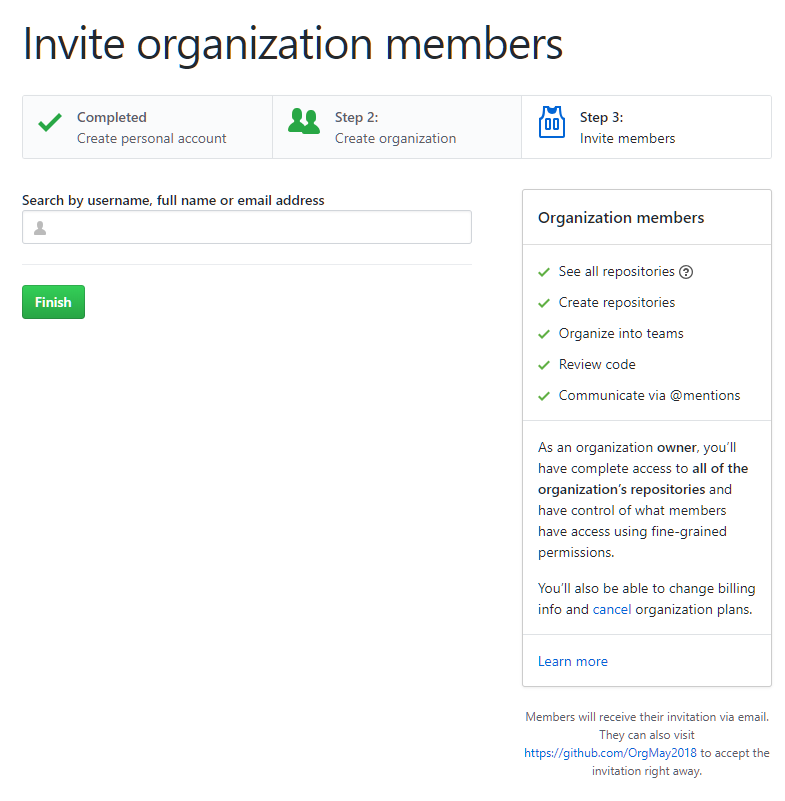 Invite organization members
Completed
Create personal account
Step 2:
Create organization
Step 3:
Invite members
Search by username, full name or email address
Finish
Organization members
See all repositories
Create repositories
Organize into teams
Review code
Communicate via @mentions
As an organization owner, you’ll
have complete access to all of the
organization’s repositories and
have control of what members
have access using fine-grained
permissions.
You’ll also be able to change billing
info and cancel organization plans.
Learn more
Members will receive their invitation via email.
They can also visit
https://github.com/OrgMay2018 to accept the
invitation right away.